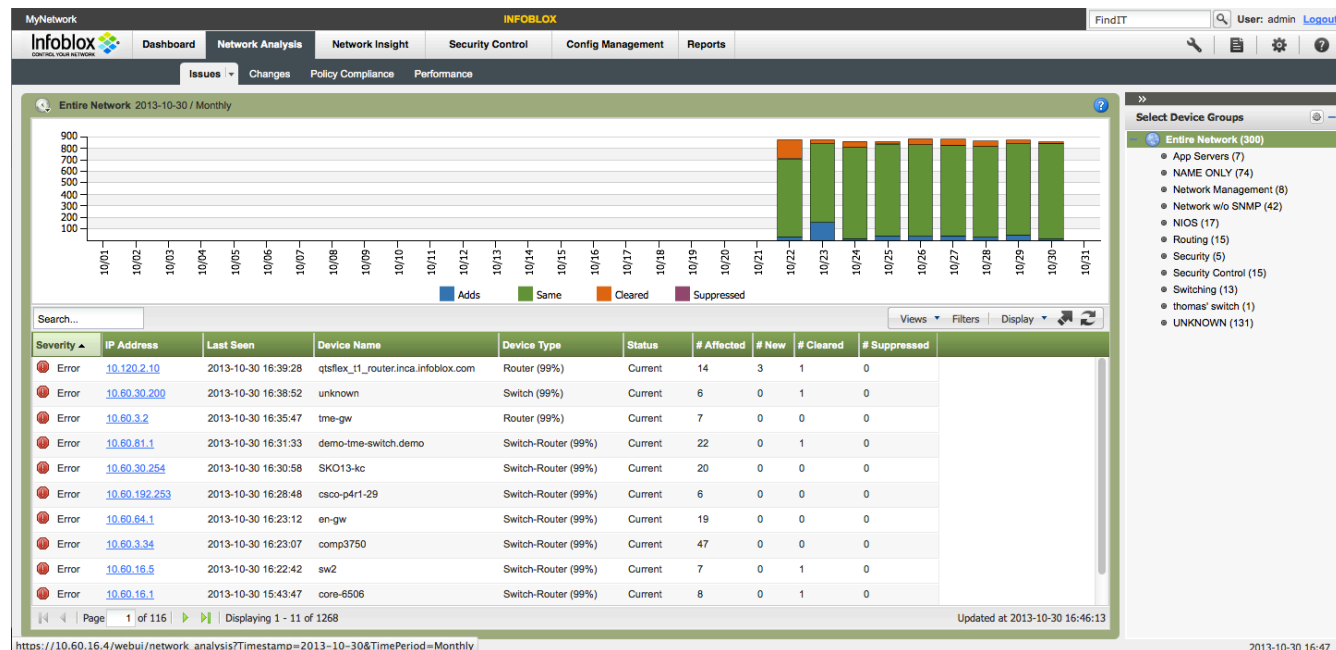 MyNetwork INFOBLOX FindIT User: admin Logout
Infoblox
CONTROL YOUR NETWORK
Dashboard Network Analysis Network Insight Security Control Config Management Reports
Issues Changes Policy Compliance Performance
Entire Network 2013-10-30 / Monthly
900
800
700
600
500
400
300
200
100
10/01 10/02 10/03 10/04 10/05 10/06 10/07 10/08 10/09 10/10 10/11 10/12 10/13 10/14 10/15 10/16 10/17 10/18 10/19 10/20 10/21 10/22 10/23 10/24 10/25 10/26 10/27 10/28 10/29 10/30 10/31
Adds Same Cleared Suppressed
Search... Views Filters Display
Severity IP Address Last Seen Device Name Device Type Status # Affected # New # Cleared # Suppressed
Error 10.120.2.10 2013-10-30 16:39:28 qtsflex_t1_router.inca.infoblox.com Router (99%) Current 14 3 1 0
Error 10.60.30.200 2013-10-30 16:38:52 unknown Switch (99%) Current 6 0 1 0
Error 10.60.3.2 2013-10-30 16:35:47 tme-gw Router (99%) Current 7 0 0 0
Error 10.60.81.1 2013-10-30 16:31:33 demo-tme-switch.demo Switch-Router (99%) Current 22 0 1 0
Error 10.60.30.254 2013-10-30 16:30:58 SKO13-kc Switch-Router (99%) Current 20 0 0 0
Error 10.60.192.253 2013-10-30 16:28:48 csco-p4r1-29 Switch-Router (99%) Current 6 0 0 0
Error 10.60.64.1 2013-10-30 16:23:12 en-gw Switch-Router (99%) Current 19 0 0 0
Error 10.60.3.34 2013-10-30 16:23:07 comp3750 Switch-Router (99%) Current 47 0 0 0
Error 10.60.16.5 2013-10-30 16:22:42 sw2 Switch-Router (99%) Current 7 0 1 0
Error 10.60.16.1 2013-10-30 15:43:47 core-6506 Switch-Router (99%) Current 8 0 1 0
Page 1 of 116 Displaying 1 - 11 of 1268 Updated at 2013-10-30 16:46:13
Select Device Groups
Entire Network (300)
App Servers (7)
NAME ONLY (74)
Network Management (8)
Network w/o SNMP (42)
NIOS (17)
Routing (15)
Security (5)
Security Control (15)
Switching (13)
thomas' switch (1)
UNKNOWN (131)
https://10.60.16.4/webui/network_analysis?Timestamp=2013-10-30&TimePeriod=Monthly 2013-10-30 16:47